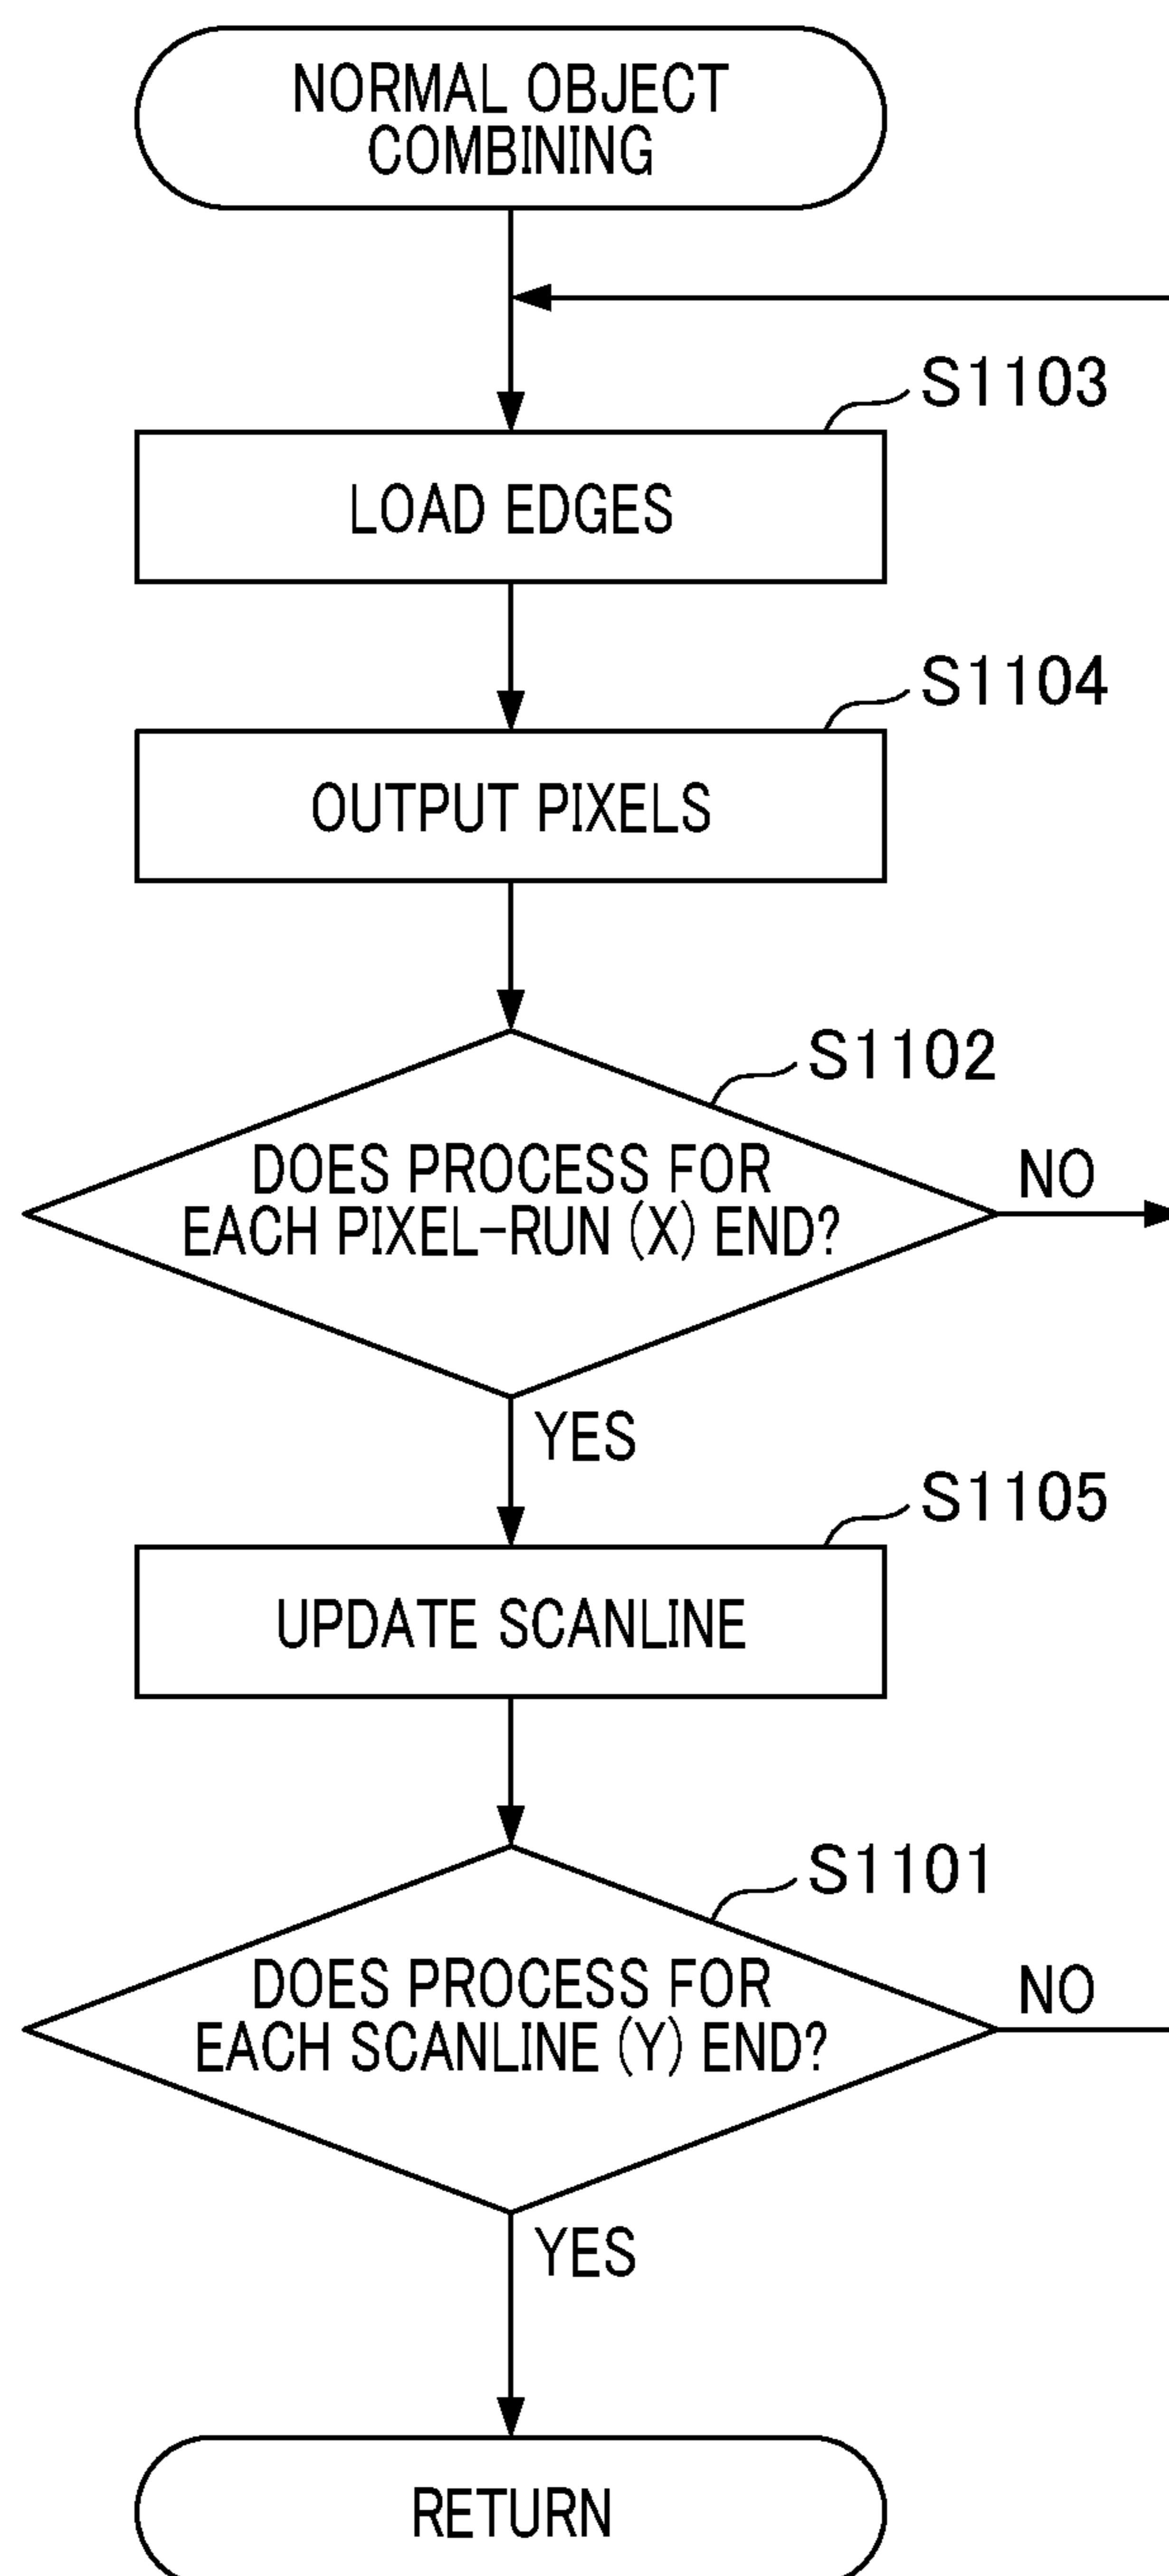 NORMAL OBJECT
COMBINING
S1103
LOAD EDGES
S1104
OUTPUT PIXELS
S1102
DOES PROCESS FOR
EACH PIXEL-RUN (X) END?
NO
YES
S1105
UPDATE SCANLINE
S1101
DOES PROCESS FOR
EACH SCANLINE (Y) END?
NO
YES
RETURN